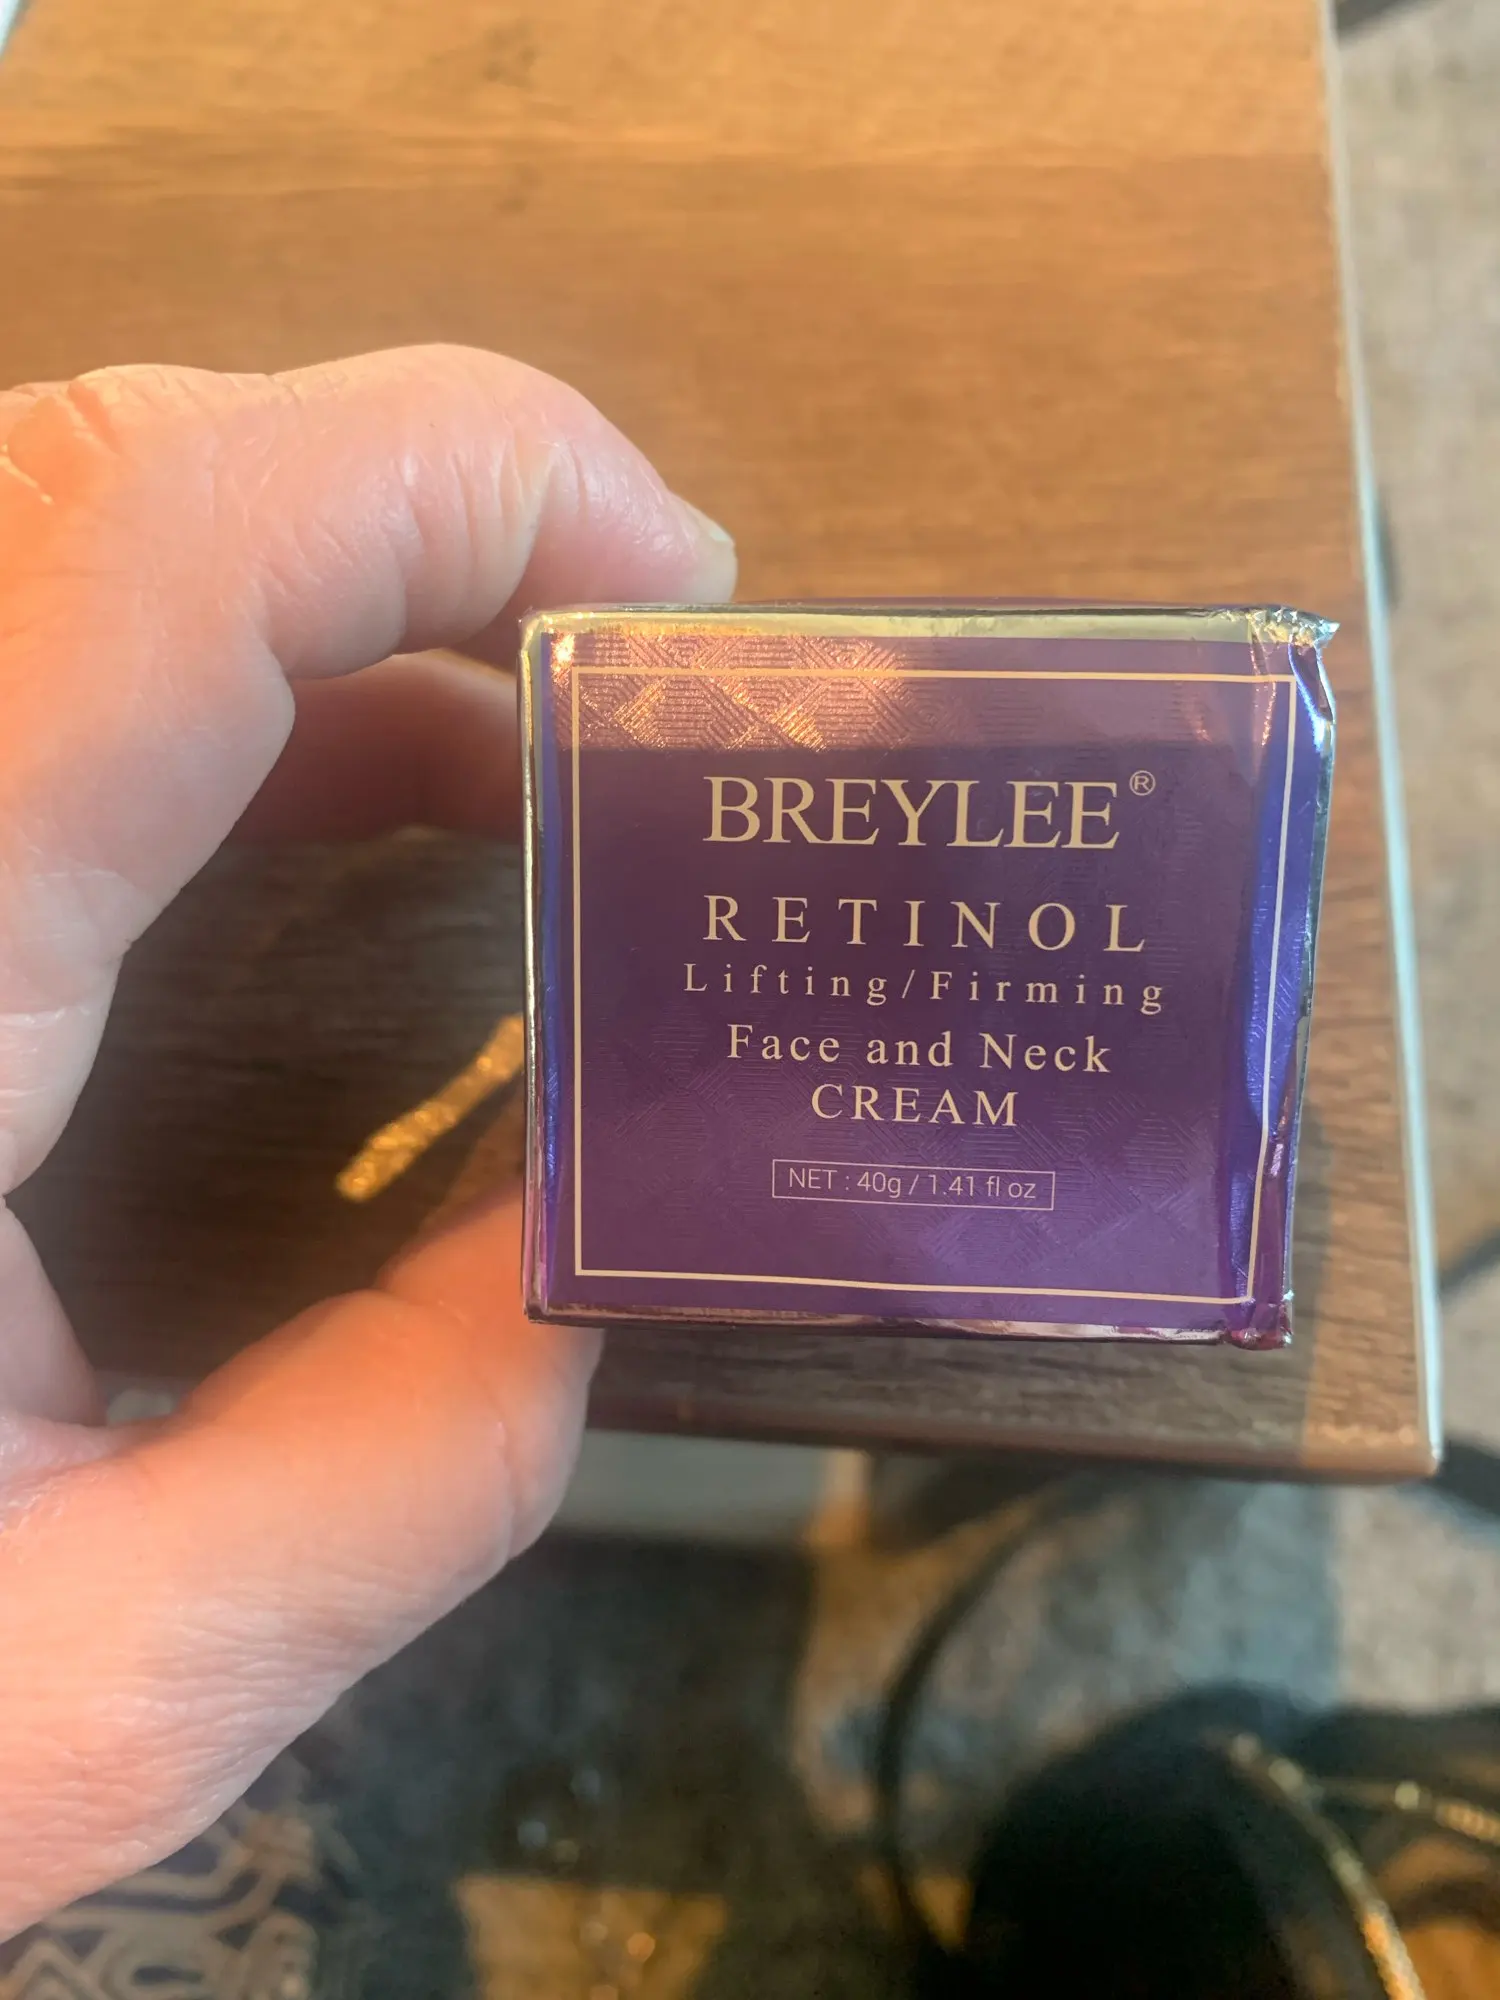 BREYLEE®
RETINOL
Lifting/Firming
Face and Neck
CREAM
NET : 40g / 1.41 fl oz